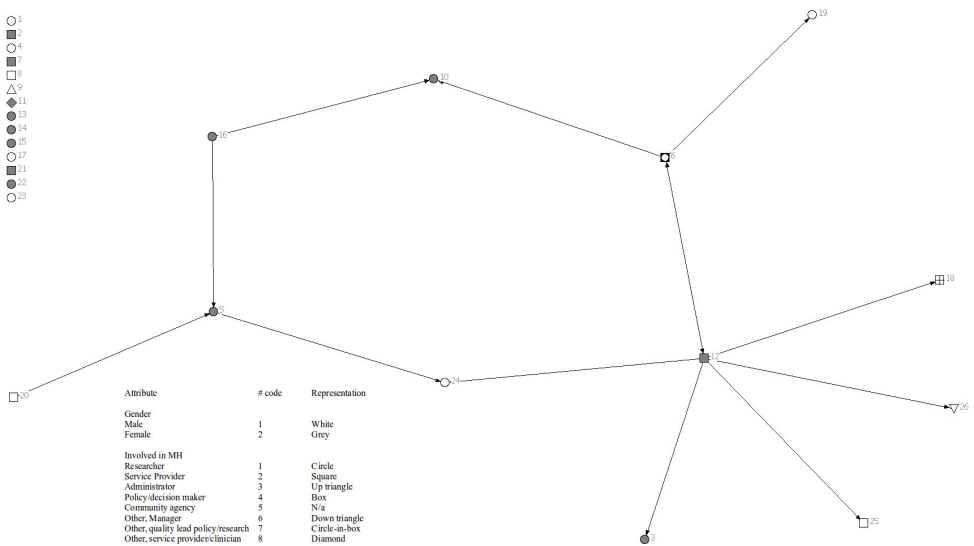 1
2
4
7
8
9
11
13
14
15
17
21
22
23
19
10
16
6
18
5
12
24
20
26
25
3
Attribute # code Representation
Gender
Male 1 White
Female 2 Grey
Involved in MH
Researcher 1 Circle
Service Provider 2 Square
Administrator 3 Up triangle
Policy/decision maker 4 Box
Community agency 5 N/a
Other, Manager 6 Down triangle
Other, quality lead policy/research 7 Circle-in-box
Other, service provider/clinician 8 Diamond